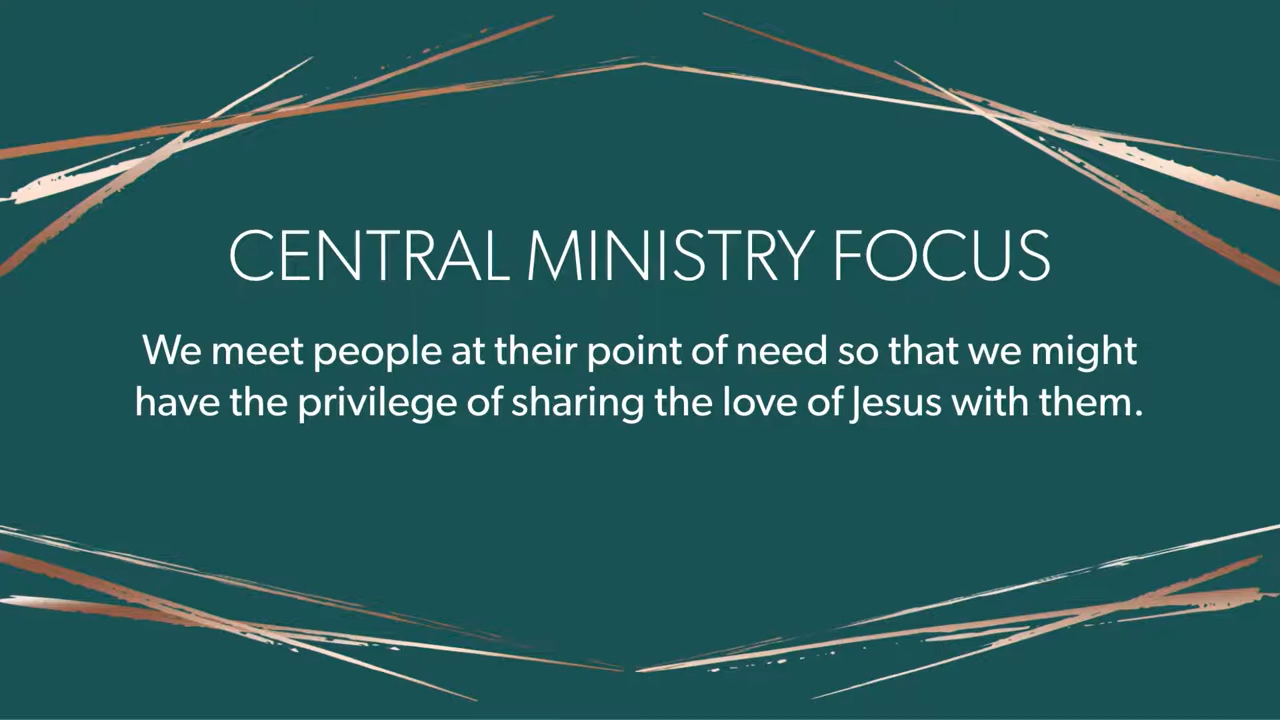 CENTRAL MINISTRY FOCUS
We meet people at their point of need so that we might
have the privilege of sharing the love of Jesus with them.